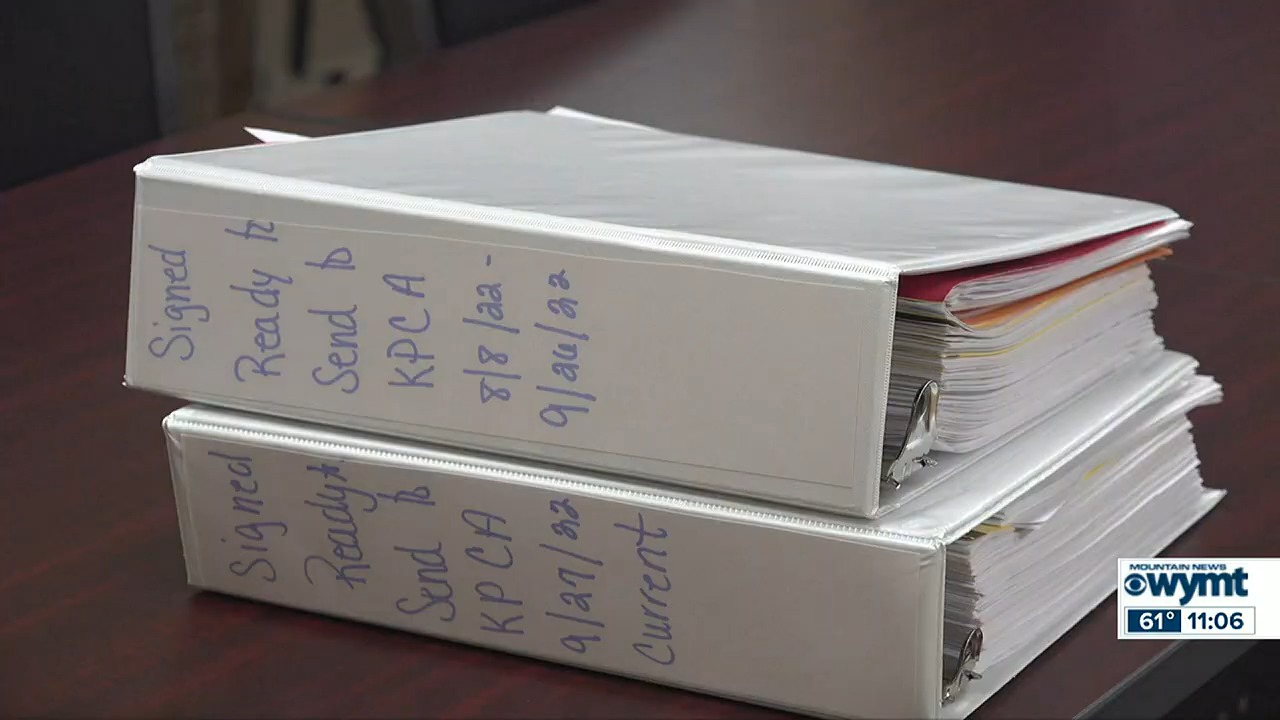 Signed
Ready to
Send to
KPCA
8/8/22 -
9/26/22
Signed
Ready to
Send to
KPCA
9/27/22
Current
MOUNTAIN NEWS
wymt
61° 11:06